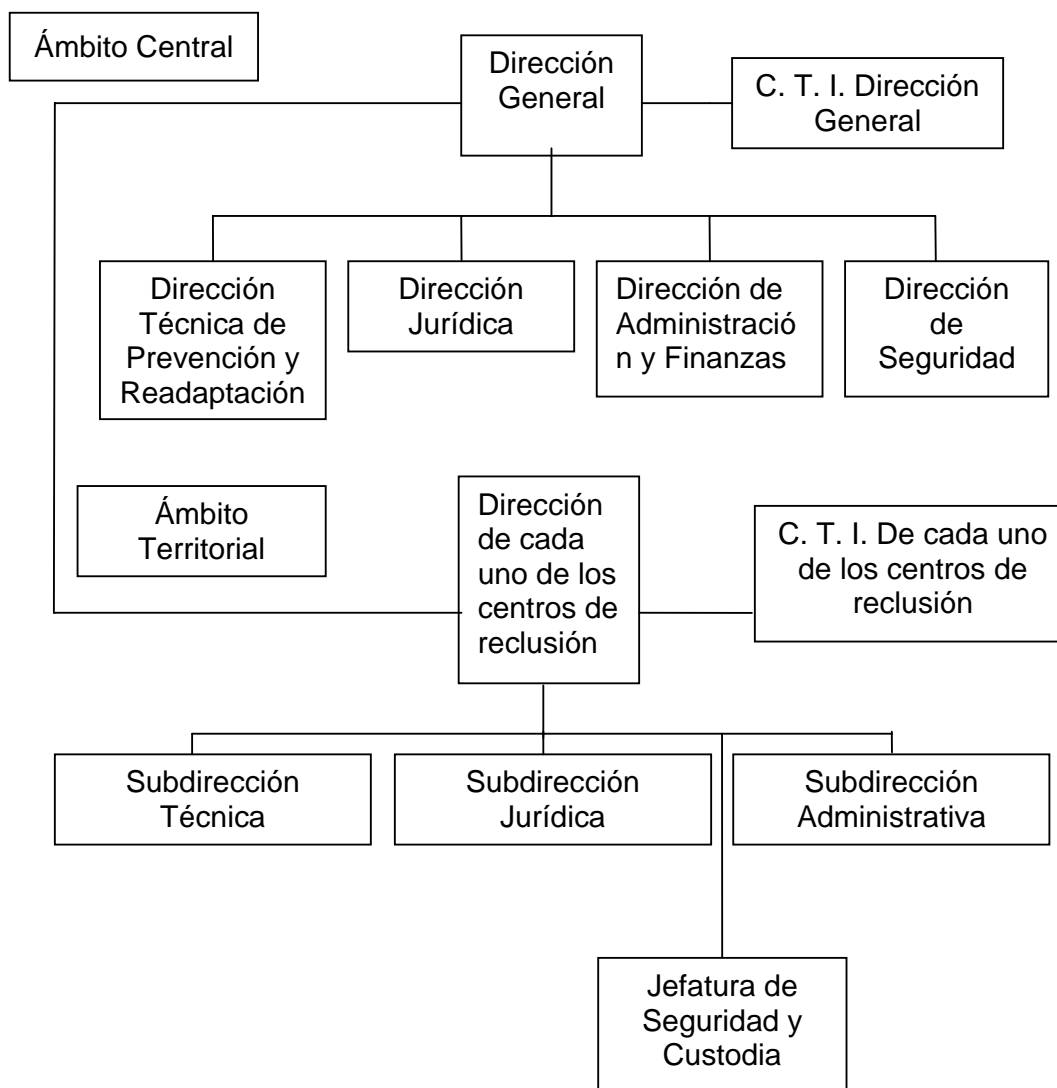 Ámbito Central
Dirección
General
C. T. I. Dirección
General
Dirección
Técnica de
Prevención y
Readaptación
Dirección
Jurídica
Dirección de
Administració
n y Finanzas
Dirección
de
Seguridad
Ámbito
Territorial
Dirección
de cada
uno de los
centros de
reclusión
C. T. I. De cada uno
de los centros de
reclusión
Subdirección
Técnica
Subdirección
Jurídica
Subdirección
Administrativa
Jefatura de
Seguridad y
Custodia